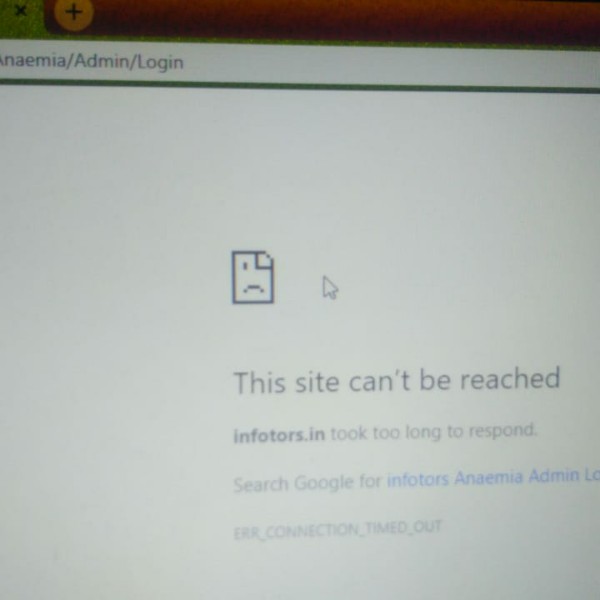 Anaemia/Admin/Login
This site can't be reached
infotors.in took too long to respond.
Search Google for infotors Anaemia Admin Lo
ERR_CONNECTION_TIMED_OUT